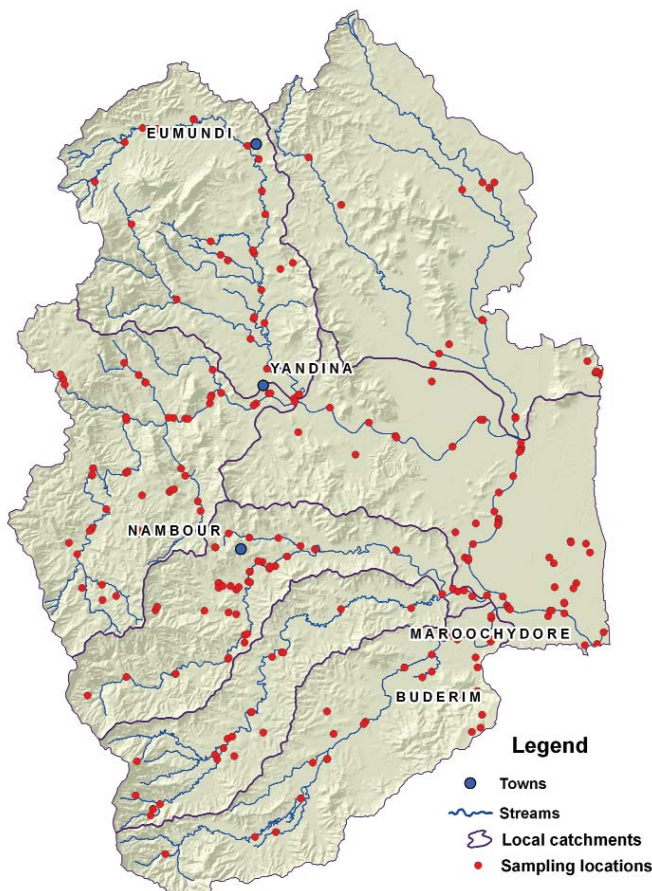 EUMUNDI
YANDINA
NAMBOUR
MAROOCHYDORE
BUDERIM
Legend
Towns
Streams
Local catchments
Sampling locations